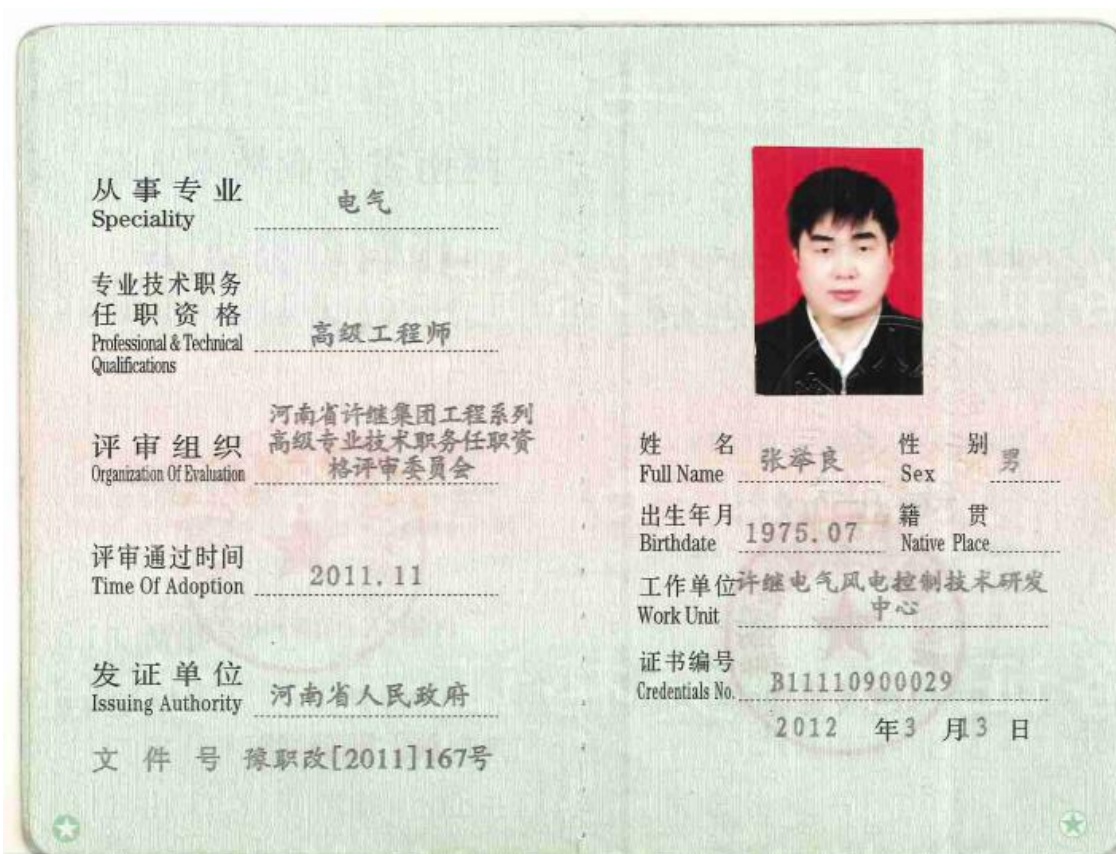 从事专业 电气
Speciality
专业技术职务
任职资格 高级工程师
Professional & Technical
Qualifications
河南省许继集团工程系列
评审组织 高级专业技术职务任职资
Organization Of Evaluation 格评审委员会
评审通过时间
Time Of Adoption 2011.11
发证单位
Issuing Authority 河南省人民政府
文件号 豫职改[2011]167号
姓名 张举良 性别 男
Full Name Sex
出生年月 1975.07 籍贯
Birthdate Native Place
工作单位 许继电气风电控制技术研发
Work Unit 中心
证书编号
Credentials No. B11110900029
2012 年3 月3 日